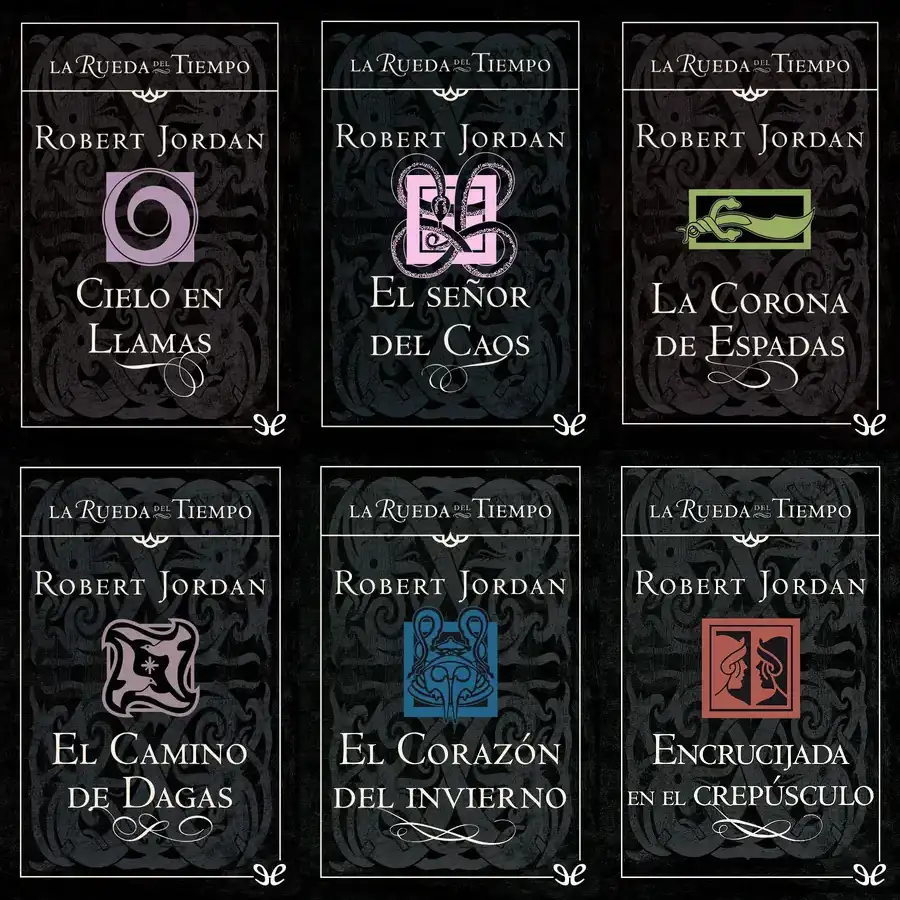 LA RUEDA DEL TIEMPO
ROBERT JORDAN
CIELO EN
LLAMAS
LA RUEDA DEL TIEMPO
ROBERT JORDAN
EL SEÑOR
DEL CAOS
LA RUEDA DEL TIEMPO
ROBERT JORDAN
LA CORONA
DE ESPADAS
LA RUEDA DEL TIEMPO
ROBERT JORDAN
EL CAMINO
DE DAGAS
LA RUEDA DEL TIEMPO
ROBERT JORDAN
EL CORAZÓN
DEL INVIERNO
LA RUEDA DEL TIEMPO
ROBERT JORDAN
ENCRUCIJADA
EN EL CREPÚSCULO